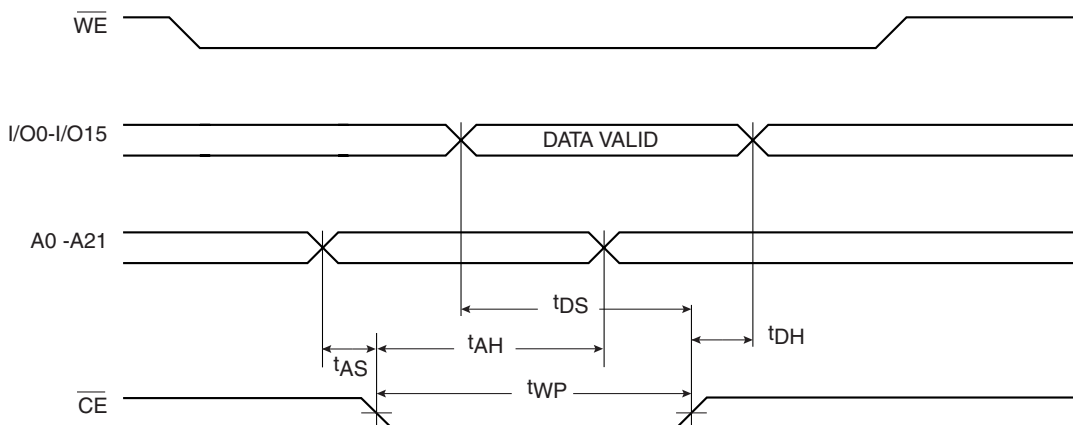 WE
I/O0-I/O15
DATA VALID
A0 -A21
tDS
tDH
tAS
tAH
tWP
CE